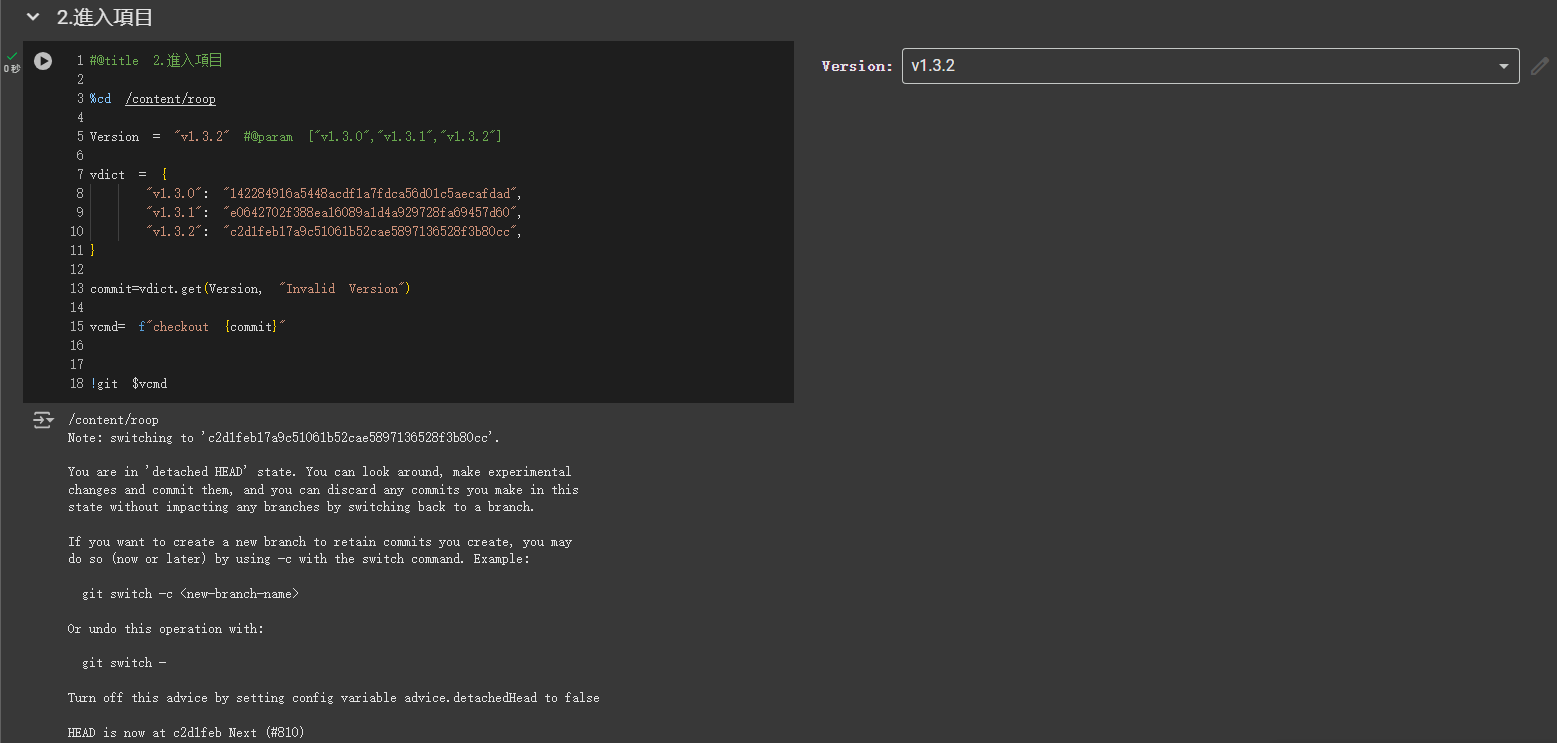 2.進入項目
0秒
1 #@title 2.進入項目
2
3 %cd /content/roop
4
5 Version = "v1.3.2" #@param ["v1.3.0","v1.3.1","v1.3.2"]
6
7 vdict = {
8 "v1.3.0": "142284916a5448acdf1a7fdca56d01c5aecafdad",
9 "v1.3.1": "e0642702f388ea16089a1d4a929728fa69457d60",
10 "v1.3.2": "c2d1feb17a9c51061b52cae5897136528f3b80cc",
11 }
12
13 commit=vdict.get(Version, "Invalid Version")
14
15 vcmd= f"checkout {commit}"
16
17
18 !git $vcmd
Version: v1.3.2
/content/roop
Note: switching to 'c2d1feb17a9c51061b52cae5897136528f3b80cc'.
You are in 'detached HEAD' state. You can look around, make experimental
changes and commit them, and you can discard any commits you make in this
state without impacting any branches by switching back to a branch.
If you want to create a new branch to retain commits you create, you may
do so (now or later) by using -c with the switch command. Example:
git switch -c <new-branch-name>
Or undo this operation with:
git switch -
Turn off this advice by setting config variable advice.detachedHead to false
HEAD is now at c2d1feb Next (#810)